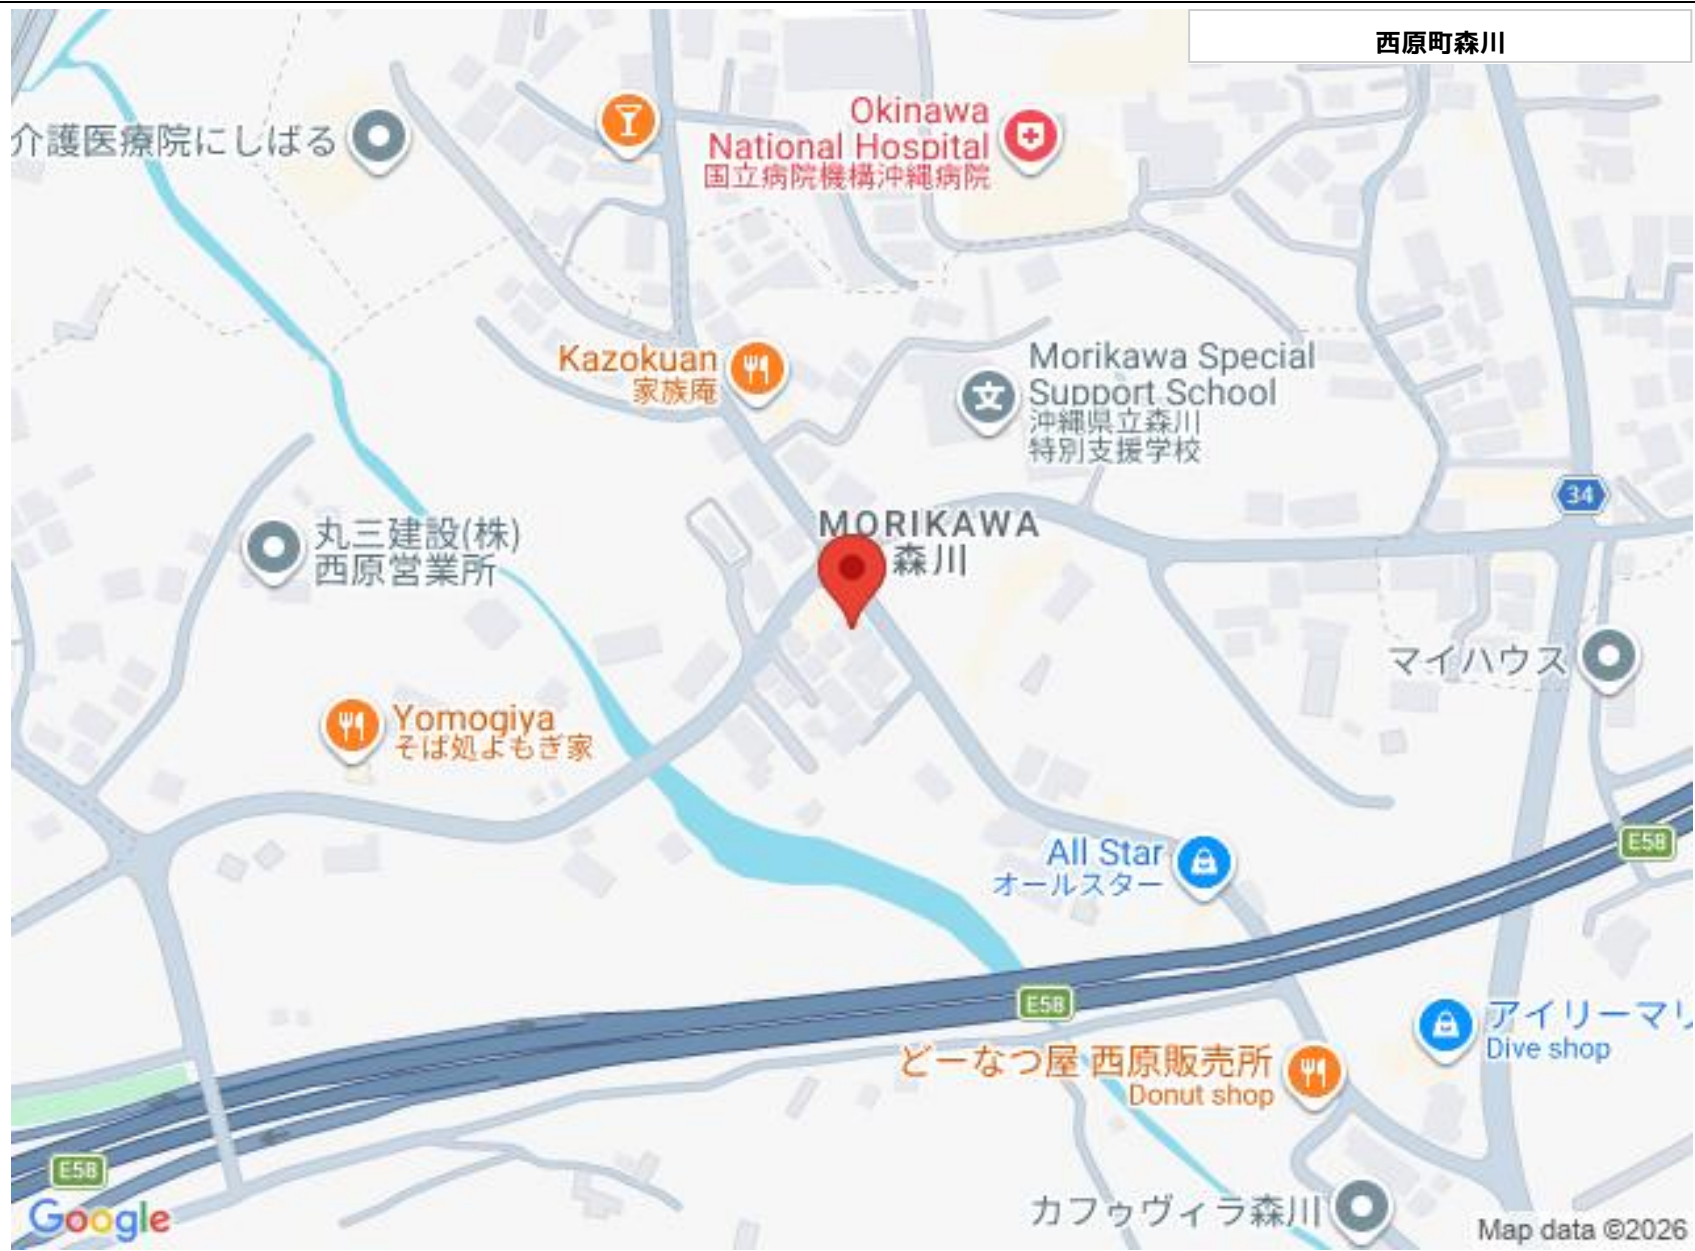 西原町森川
Okinawa
National Hospital
国立病院機構沖縄病院
介護医療院にしばる
Kazokuan
家族庵
Morikawa Special
Support School
沖縄県立森川
特別支援学校
34
MORIKAWA
森川
丸三建設(株)
西原営業所
マイハウス
Yomogiya
そば処よもぎ家
All Star
オールスター
E58
E58
アイリーマリ
Dive shop
どーなつ屋 西原販売所
Donut shop
E58
カフゥヴィラ森川
Google
Map data ©2026